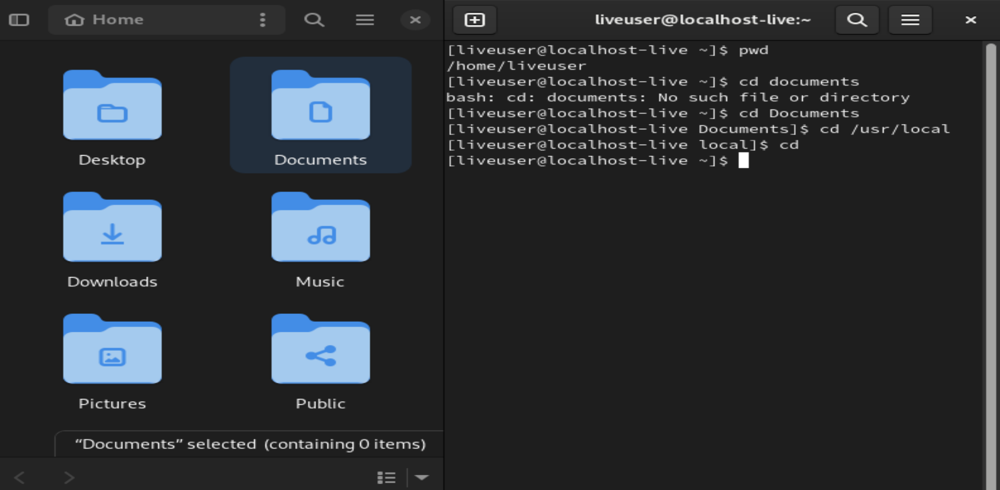 Home
Desktop
Documents
Downloads
Music
Pictures
Public
“Documents” selected (containing 0 items)
liveuser@localhost-live:~
[liveuser@localhost-live ~]$ pwd
/home/liveuser
[liveuser@localhost-live ~]$ cd documents
bash: cd: documents: No such file or directory
[liveuser@localhost-live ~]$ cd Documents
[liveuser@localhost-live Documents]$ cd /usr/local
[liveuser@localhost-live local]$ cd
[liveuser@localhost-live ~]$